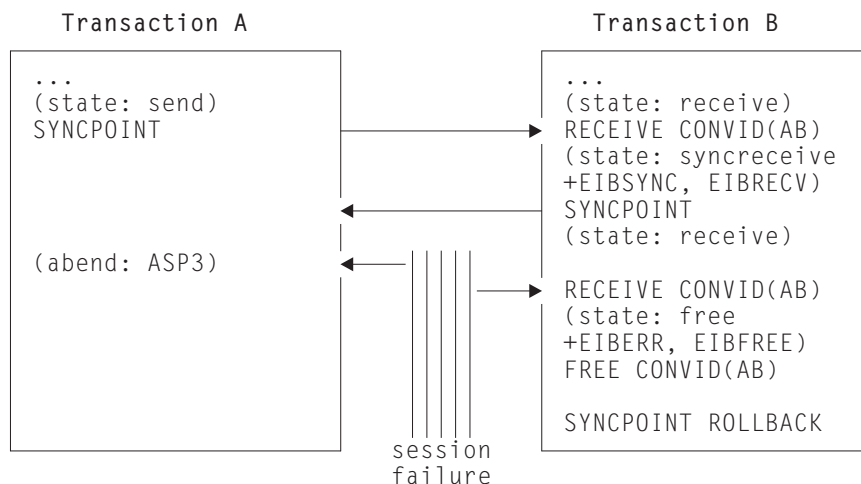 Transaction A
...
(state: send)
SYNCPOINT
(abend: ASP3)
Transaction B
...
(state: receive)
RECEIVE CONVID(AB)
(state: syncreceive
+EIBSYNC, EIBRECV)
SYNCPOINT
(state: receive)
RECEIVE CONVID(AB)
(state: free
+EIBERR, EIBFREE)
FREE CONVID(AB)
SYNCPOINT ROLLBACK
session
failure